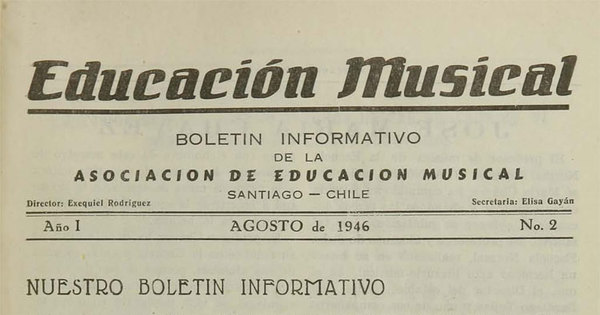 Educación Musical
BOLETIN INFORMATIVO
DE LA
ASOCIACION DE EDUCACION MUSICAL
SANTIAGO — CHILE
Director: Exequiel Rodríguez Secretaria: Elisa Gayán
Año I AGOSTO de 1946 No. 2
NUESTRO BOLETIN INFORMATIVO